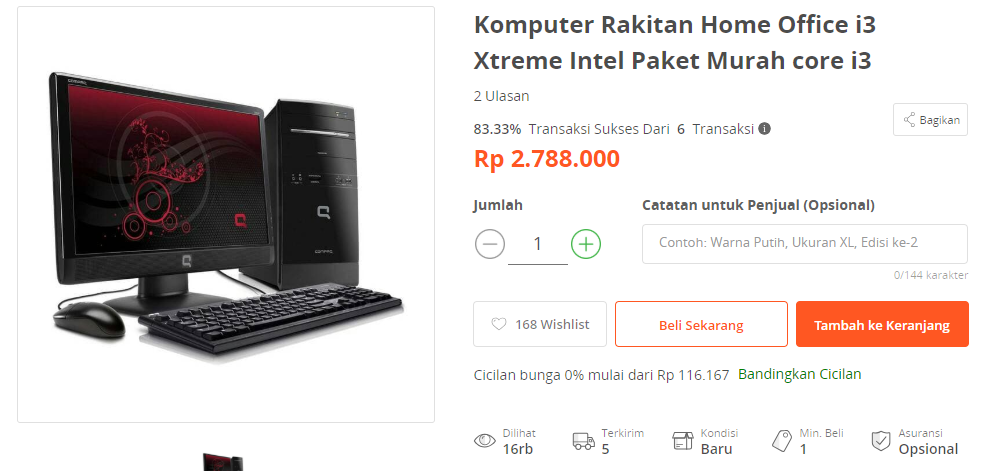 Komputer Rakitan Home Office i3
Xtreme Intel Paket Murah core i3
2 Ulasan
83.33% Transaksi Sukses Dari 6 Transaksi
Bagikan
Rp 2.788.000
Jumlah
Catatan untuk Penjual (Opsional)
1
Contoh: Warna Putih, Ukuran XL, Edisi ke-2
0/144 karakter
168 Wishlist
Beli Sekarang
Tambah ke Keranjang
Cicilan bunga 0% mulai dari Rp 116.167 Bandingkan Cicilan
Dilihat
16rb
Terkirim
5
Kondisi
Baru
Min. Beli
1
Asuransi
Opsional